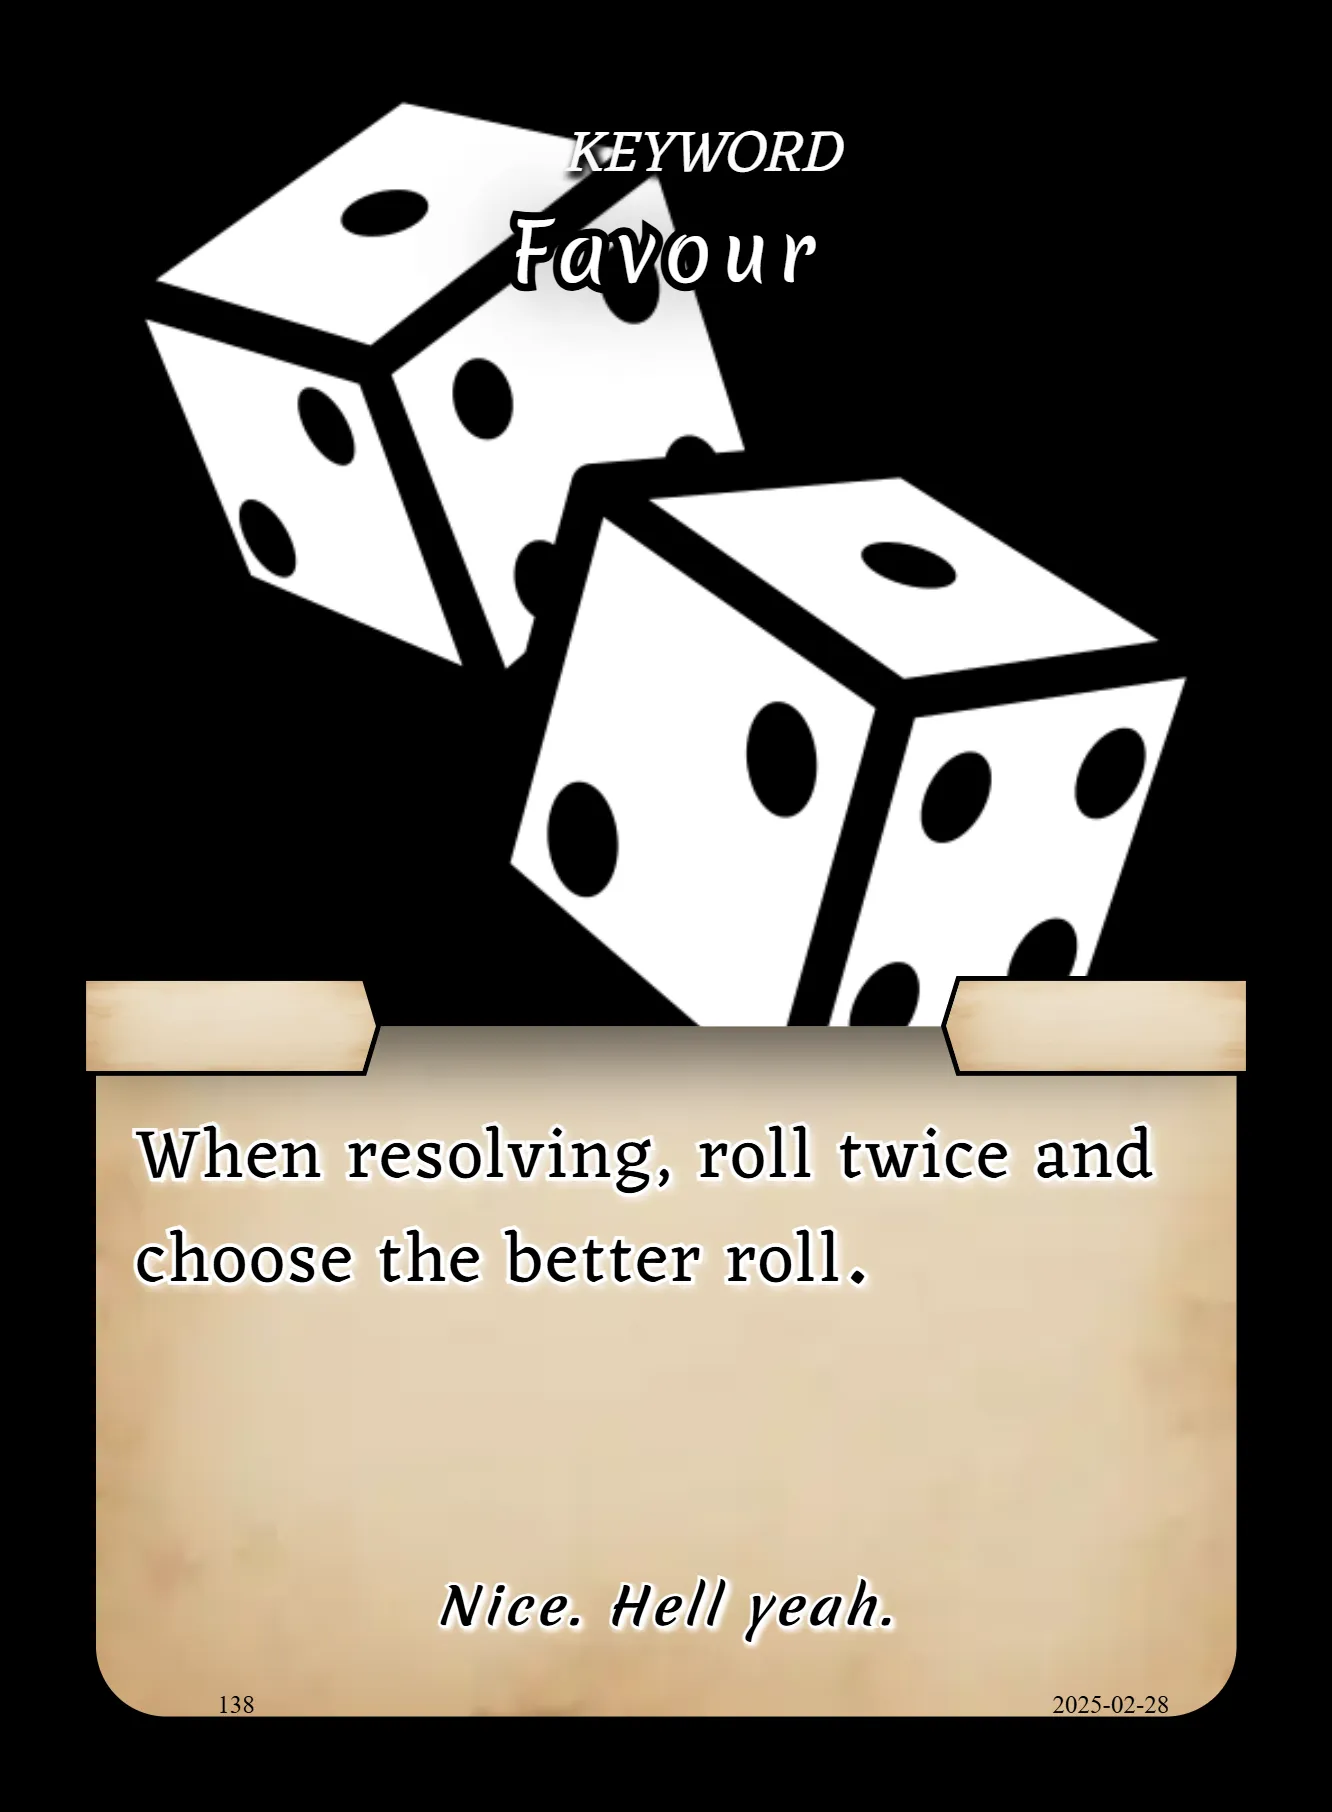 KEYWORD
Favour
When resolving, roll twice and
choose the better roll.
Nice. Hell yeah.
138
2025-02-28